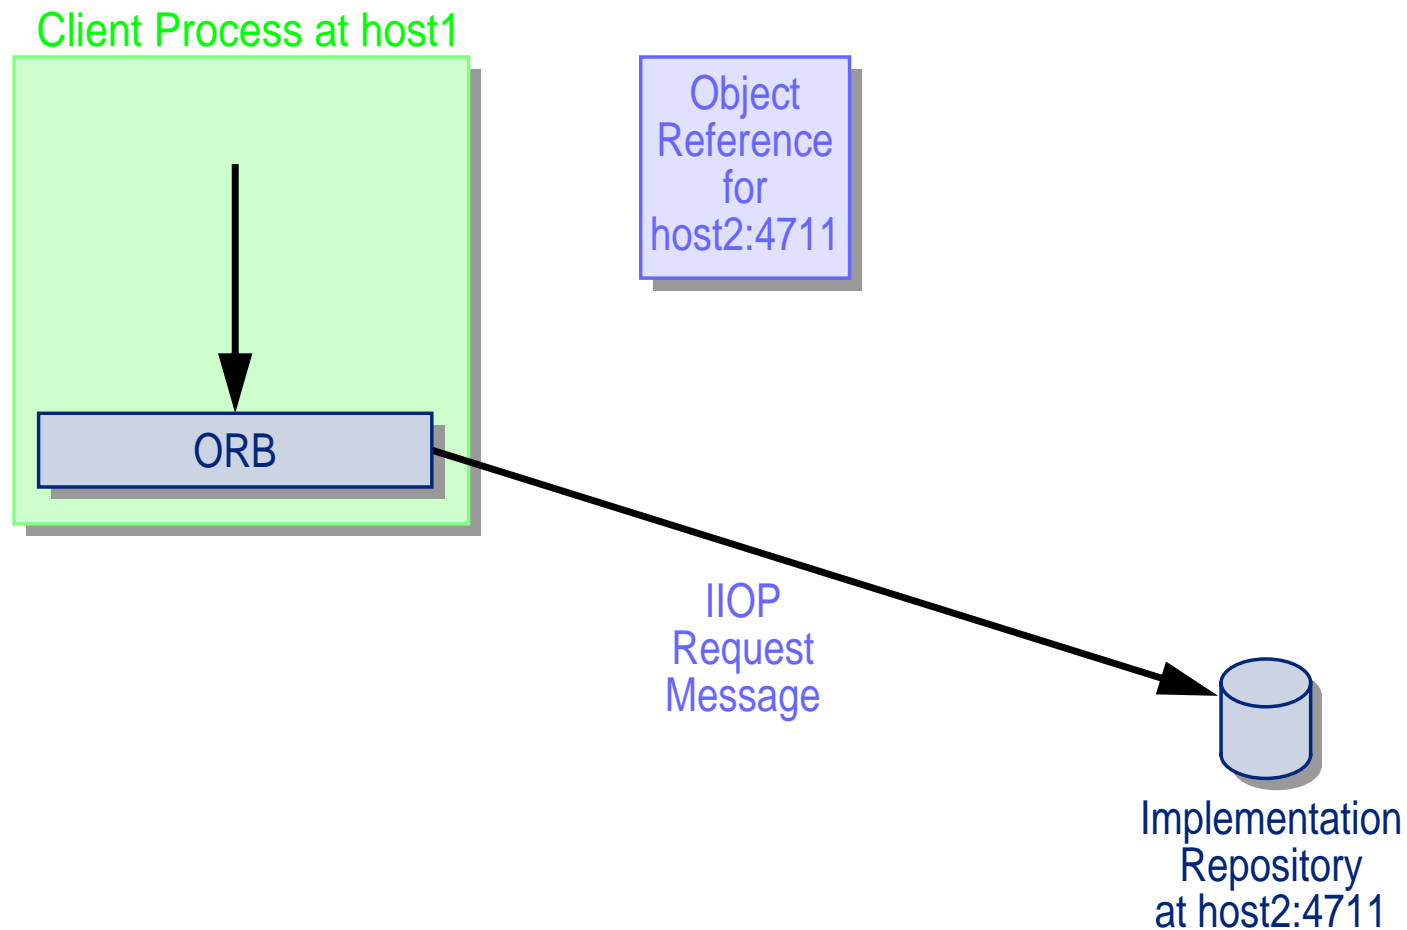 Client Process at host1
Object
Reference
for
host2:4711
ORB
IIOP
Request
Message
Implementation
Repository
at host2:4711